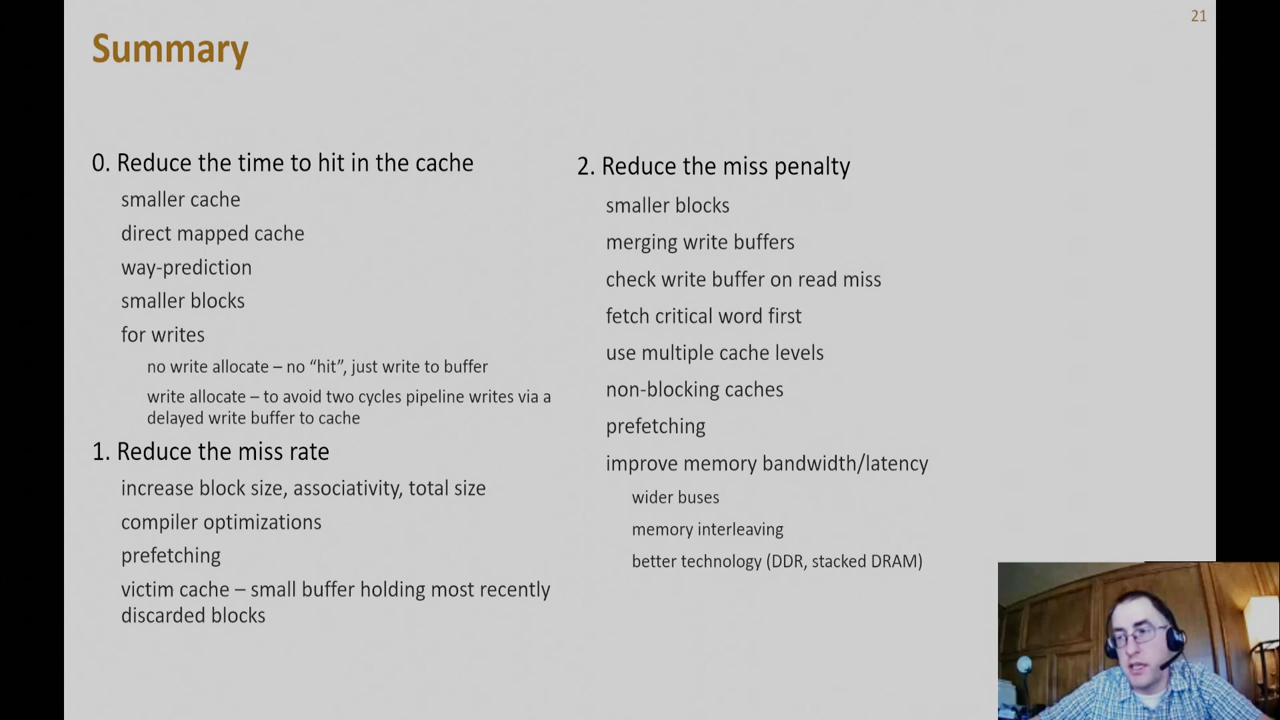 21
Summary
0. Reduce the time to hit in the cache
smaller cache
direct mapped cache
way-prediction
smaller blocks
for writes
no write allocate – no “hit”, just write to buffer
write allocate – to avoid two cycles pipeline writes via a
delayed write buffer to cache
1. Reduce the miss rate
increase block size, associativity, total size
compiler optimizations
prefetching
victim cache – small buffer holding most recently
discarded blocks
2. Reduce the miss penalty
smaller blocks
merging write buffers
check write buffer on read miss
fetch critical word first
use multiple cache levels
non-blocking caches
prefetching
improve memory bandwidth/latency
wider buses
memory interleaving
better technology (DDR, stacked DRAM)